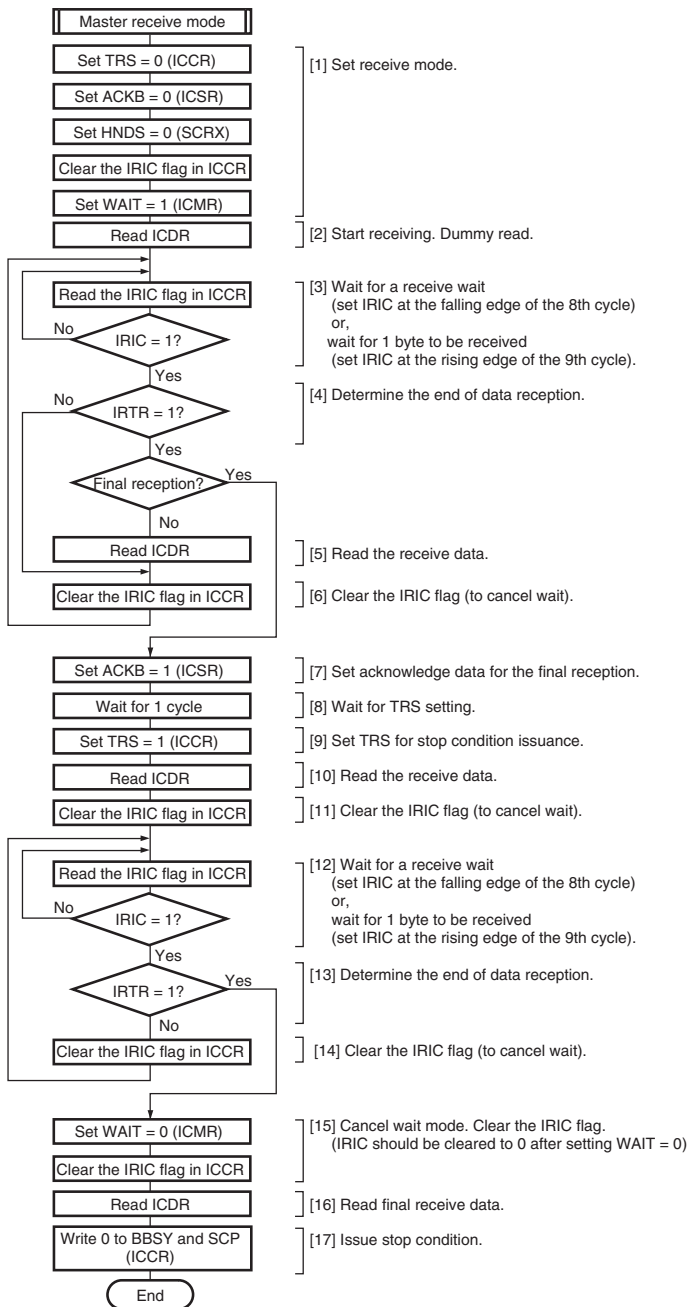 Master receive mode
Set TRS = 0 (ICCR)
[1] Set receive mode.
Set ACKB = 0 (ICSR)
Set HNDS = 0 (SCRX)
Clear the IRIC flag in ICCR
Set WAIT = 1 (ICMR)
Read ICDR
[2] Start receiving. Dummy read.
Read the IRIC flag in ICCR
[3] Wait for a receive wait
(set IRIC at the falling edge of the 8th cycle)
or,
wait for 1 byte to be received
(set IRIC at the rising edge of the 9th cycle).
No
IRIC = 1?
Yes
No
IRTR = 1?
[4] Determine the end of data reception.
Yes
Final reception?
Yes
No
Read ICDR
[5] Read the receive data.
Clear the IRIC flag in ICCR
[6] Clear the IRIC flag (to cancel wait).
Set ACKB = 1 (ICSR)
[7] Set acknowledge data for the final reception.
Wait for 1 cycle
[8] Wait for TRS setting.
Set TRS = 1 (ICCR)
[9] Set TRS for stop condition issuance.
Read ICDR
[10] Read the receive data.
Clear the IRIC flag in ICCR
[11] Clear the IRIC flag (to cancel wait).
Read the IRIC flag in ICCR
[12] Wait for a receive wait
(set IRIC at the falling edge of the 8th cycle)
or,
wait for 1 byte to be received
(set IRIC at the rising edge of the 9th cycle).
No
IRIC = 1?
Yes
IRTR = 1?
Yes
[13] Determine the end of data reception.
No
Clear the IRIC flag in ICCR
[14] Clear the IRIC flag (to cancel wait).
Set WAIT = 0 (ICMR)
[15] Cancel wait mode. Clear the IRIC flag.
(IRIC should be cleared to 0 after setting WAIT = 0)
Clear the IRIC flag in ICCR
Read ICDR
[16] Read final receive data.
Write 0 to BBSY and SCP
(ICCR)
[17] Issue stop condition.
End